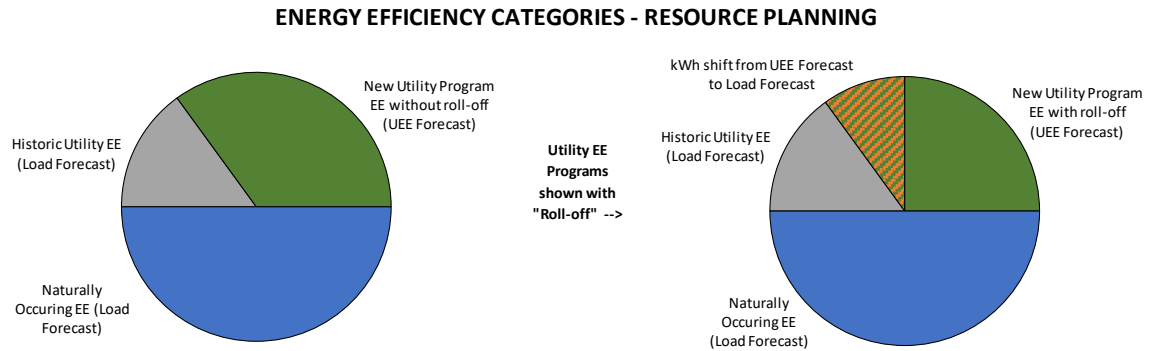 ENERGY EFFICIENCY CATEGORIES - RESOURCE PLANNING
New Utility Program
EE without roll-off
(UEE Forecast)
Historic Utility EE
(Load Forecast)
Naturally
Occuring EE (Load
Forecast)
Utility EE
Programs
shown with
"Roll-off" -->
kWh shift from UEE Forecast
to Load Forecast
New Utility Program
EE with roll-off
(UEE Forecast)
Historic Utility EE
(Load Forecast)
Naturally
Occuring EE
(Load Forecast)